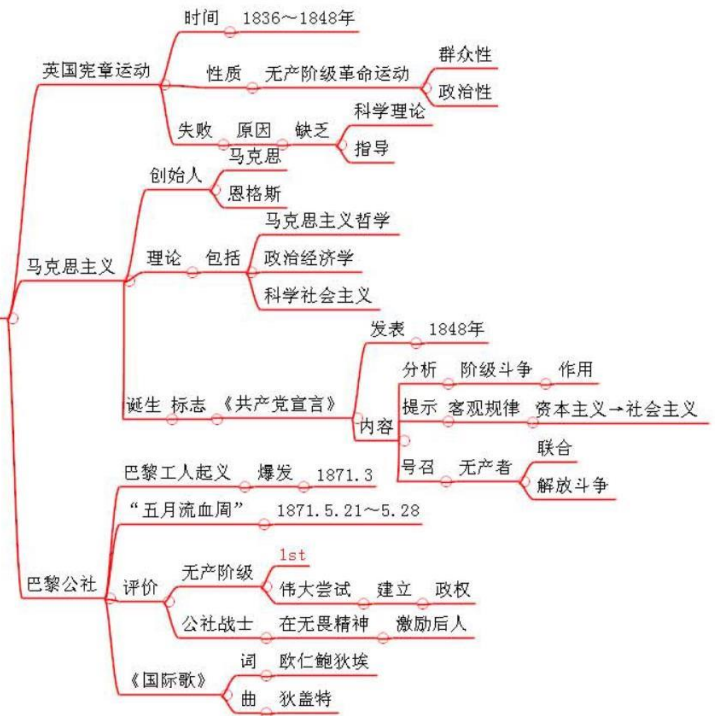 英国宪章运动
时间 1836～1848年
性质 无产阶级革命运动
群众性
政治性
失败 原因 缺乏
科学理论
指导
马克思主义
创始人
马克思
恩格斯
理论 包括
马克思主义哲学
政治经济学
科学社会主义
诞生 标志 《共产党宣言》
发表 1848年
内容
分析 阶级斗争 作用
提示 客观规律 资本主义→社会主义
号召 无产者
联合
解放斗争
巴黎公社
巴黎工人起义 爆发 1871.3
“五月流血周” 1871.5.21～5.28
评价
无产阶级
1st
伟大尝试 建立 政权
公社战士 在无畏精神 激励后人
《国际歌》
词 欧仁鲍狄埃
曲 狄盖特